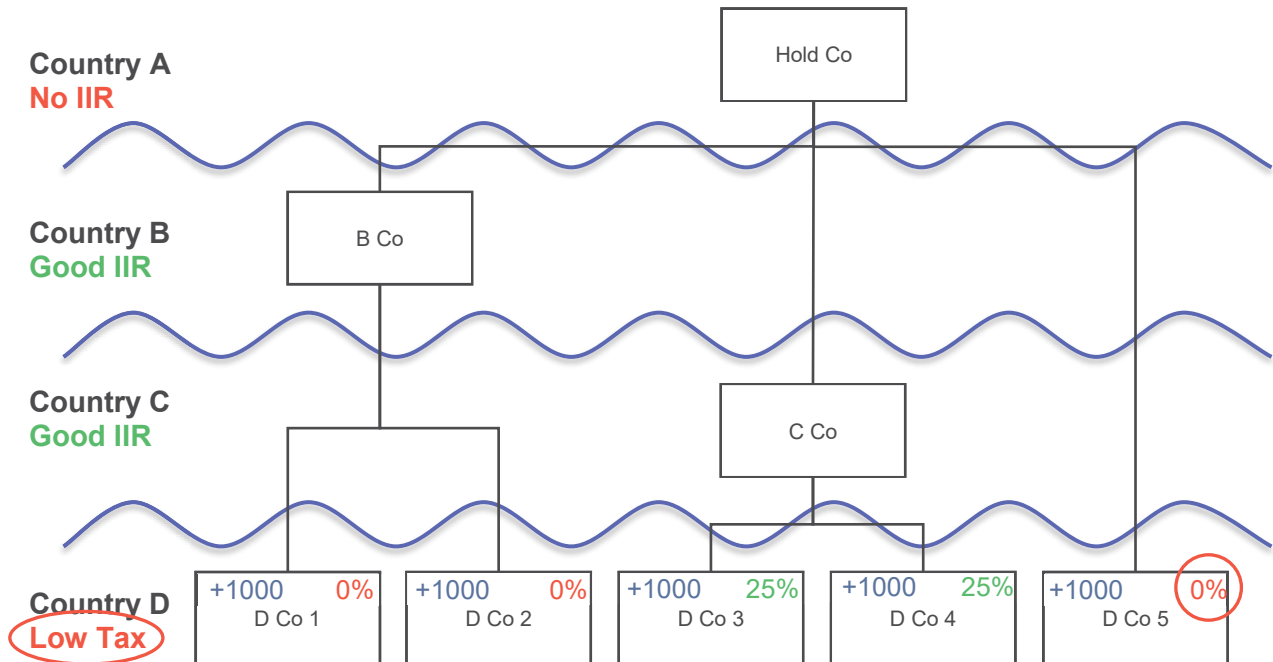 Hold Co
Country A
No IIR
Country B
Good IIR
B Co
Country C
Good IIR
C Co
Country D
Low Tax
+1000 0%
D Co 1
+1000 0%
D Co 2
+1000 25%
D Co 3
+1000 25%
D Co 4
+1000 0%
D Co 5